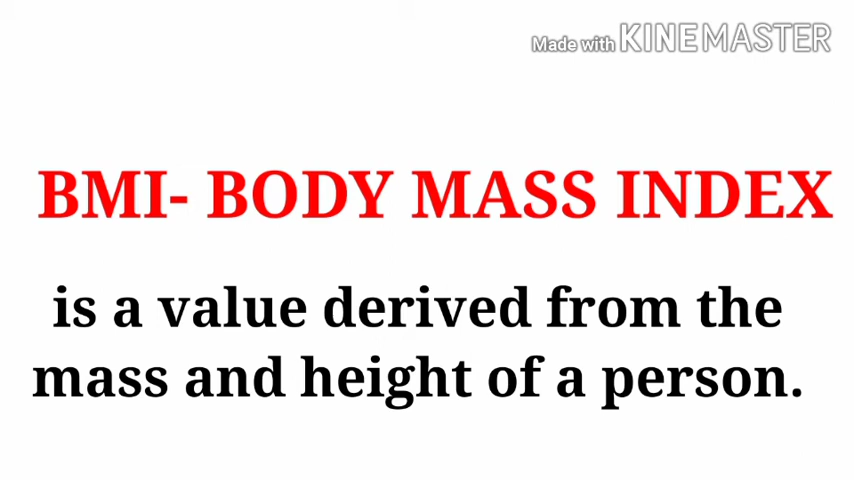 Made with KINEMASTER
BMI- BODY MASS INDEX
is a value derived from the
mass and height of a person.